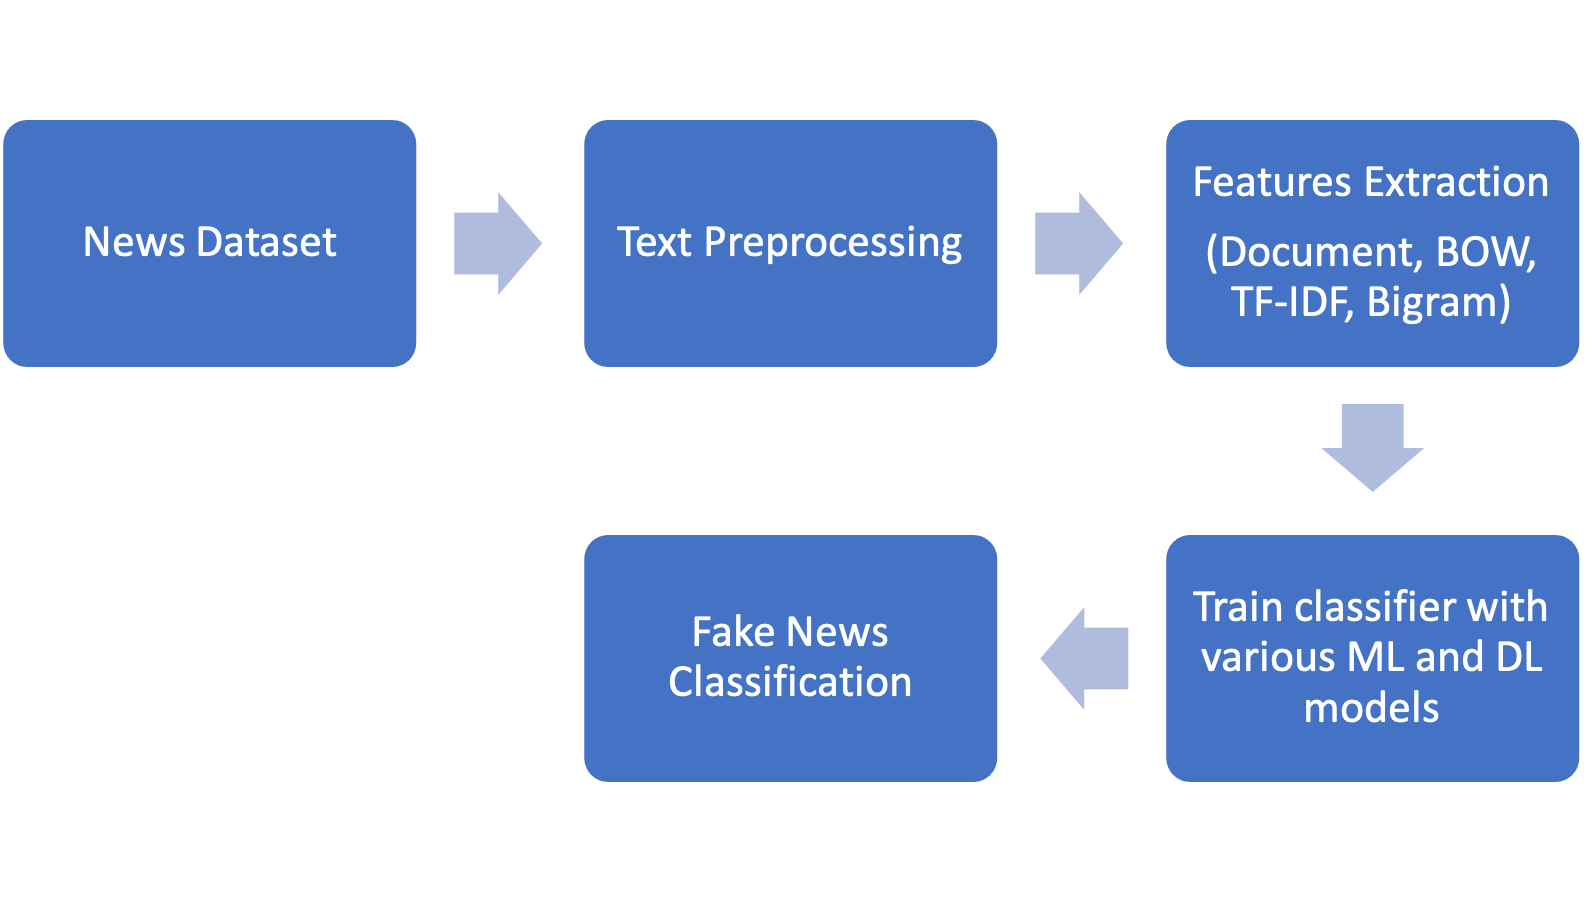 News Dataset
Text Preprocessing
Features Extraction
(Document, BOW,
TF-IDF, Bigram)
Train classifier with
various ML and DL
models
Fake News
Classification